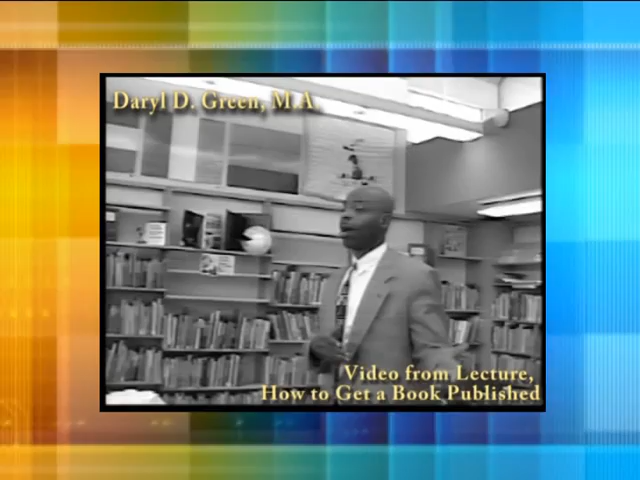 Daryl D. Green, M.A.
Video from Lecture,
How to Get a Book Published